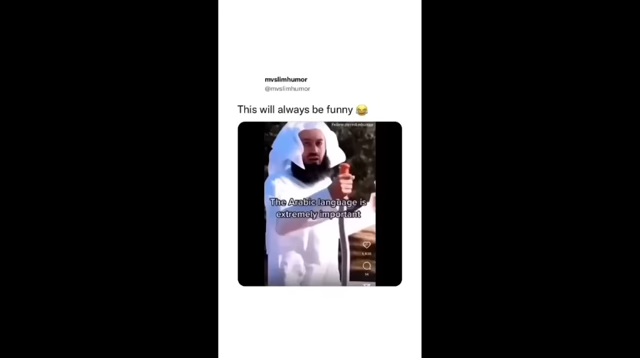 mvslimhumor
@mvslimhumor
This will always be funny 😂
The Arabic language is
extremely important